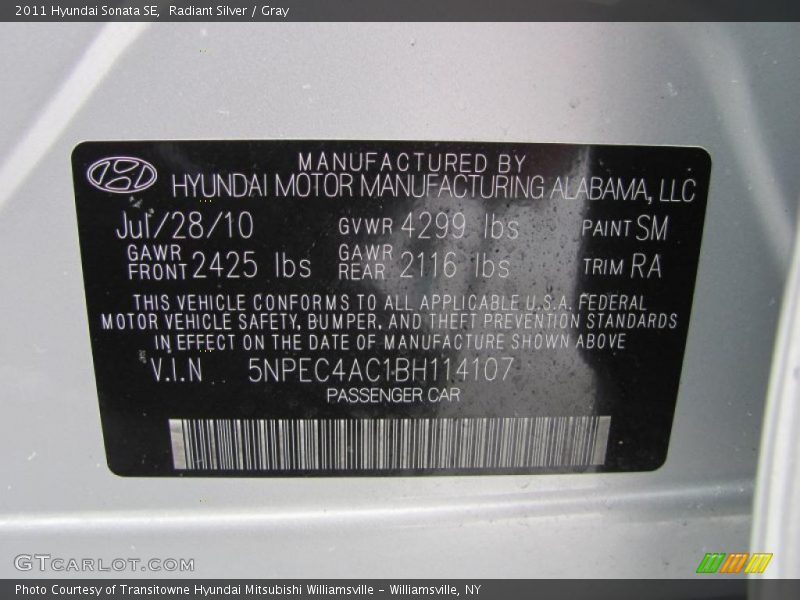 2011 Hyundai Sonata SE,  Radiant Silver / Gray
MANUFACTURED BY
HYUNDAI MOTOR MANUFACTURING ALABAMA, LLC
Jul/28/10 GVWR 4299 lbs PAINT SM
GAWR FRONT 2425 lbs GAWR REAR 2116 lbs TRIM RA
THIS VEHICLE CONFORMS TO ALL APPLICABLE U.S.A. FEDERAL
MOTOR VEHICLE SAFETY, BUMPER, AND THEFT PREVENTION STANDARDS
IN EFFECT ON THE DATE OF MANUFACTURE SHOWN ABOVE
V.I.N 5NPEC4AC1BH114107
PASSENGER CAR
GTCARLOT.COM
Photo Courtesy of Transitowne Hyundai Mitsubishi Williamsville - Williamsville, NY